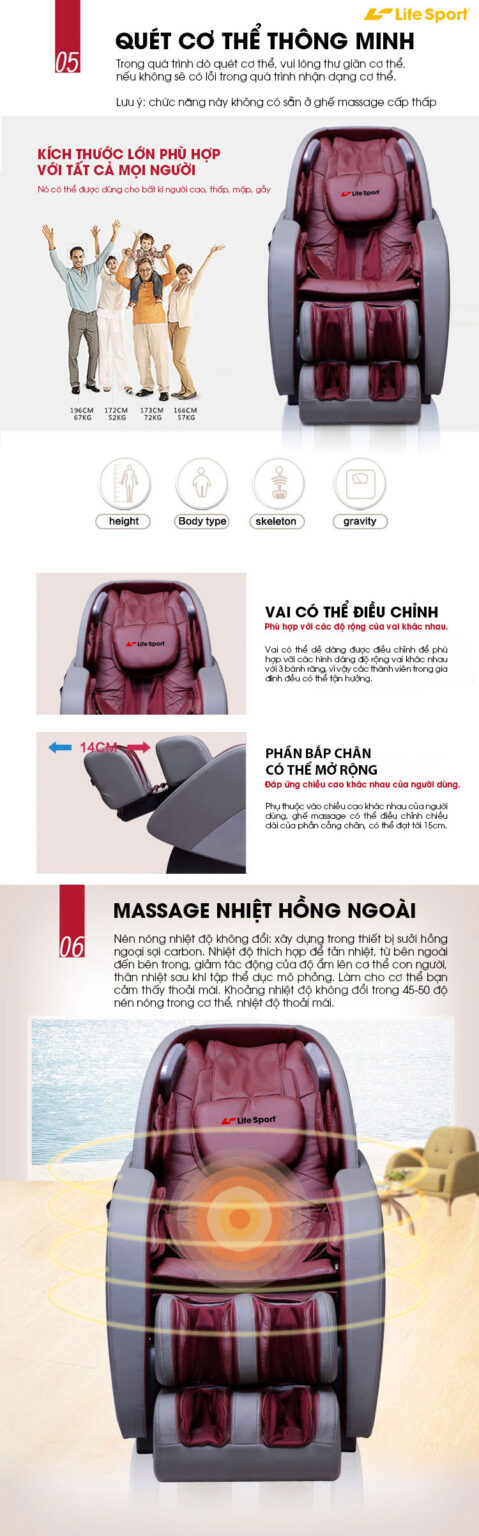 Life Sport
05
QUÉT CƠ THỂ THÔNG MINH
Trong quá trình dò quét cơ thể, vui lòng thư giãn cơ thể,
nếu không sẽ có lỗi trong quá trình nhận dạng cơ thể.
Lưu ý: chức năng này không có sẵn ở ghế massage cấp thấp
KÍCH THƯỚC LỚN PHÙ HỢP
VỚI TẤT CẢ MỌI NGƯỜI
Nó có thể được dùng cho bất kì người cao, thấp, mập, gầy
Life Sport
196CM 172CM 173CM 166CM
67KG 52KG 72KG 57KG
height Body type skeleton gravity
Life Sport
VAI CÓ THỂ ĐIỀU CHỈNH
Phù hợp với các độ rộng của vai khác nhau.
Vai có thể dễ dàng được điều chỉnh để phù
hợp với các hình dáng độ rộng vai khác nhau
với 3 bánh răng, vì vậy các thành viên trong gia
đình đều có thể tận hưởng.
14CM
PHẦN BẮP CHÂN
CÓ THỂ MỞ RỘNG
Đáp ứng chiều cao khác nhau của người dùng.
Phụ thuộc vào chiều cao khác nhau của người
dùng, ghế massage có thể điều chỉnh chiều
dài của phần cẳng chân, có thể đạt tới 15cm.
06
MASSAGE NHIỆT HỒNG NGOÀI
Nén nóng nhiệt độ không đổi: xây dựng trong thiết bị sưởi hồng
ngoại sợi carbon. Nhiệt độ thích hợp để tản nhiệt, từ bên ngoài
đến bên trong, giảm tác động của độ ẩm lên cơ thể con người,
thân nhiệt sau khi tập thể dục mô phỏng. Làm cho cơ thể bạn
cảm thấy thoải mái. Khoảng nhiệt độ không đổi trong 45-50 độ
nén nóng trong cơ thể, nhiệt độ thoải mái.
Life Sport